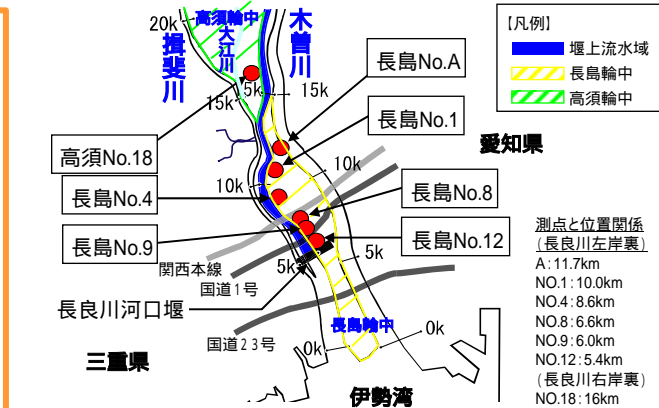 20k
高須輪中
大江川
木曽川
揖斐川
5k
15k
15k
長島No.A
高須No.18
長島No.1
愛知県
長島No.4
10k
10k
長島No.8
長島No.9
長島No.12
関西本線
国道1号
5k
5k
長良川河口堰
国道23号
長島輪中
0k
0k
三重県
伊勢湾
【凡例】
堰上流水域
長島輪中
高須輪中
測点と位置関係
(長良川左岸裏)
A:11.7km
NO.1:10.0km
NO.4:8.6km
NO.8:6.6km
NO.9:6.0km
NO.12:5.4km
(長良川右岸裏)
NO.18:16km